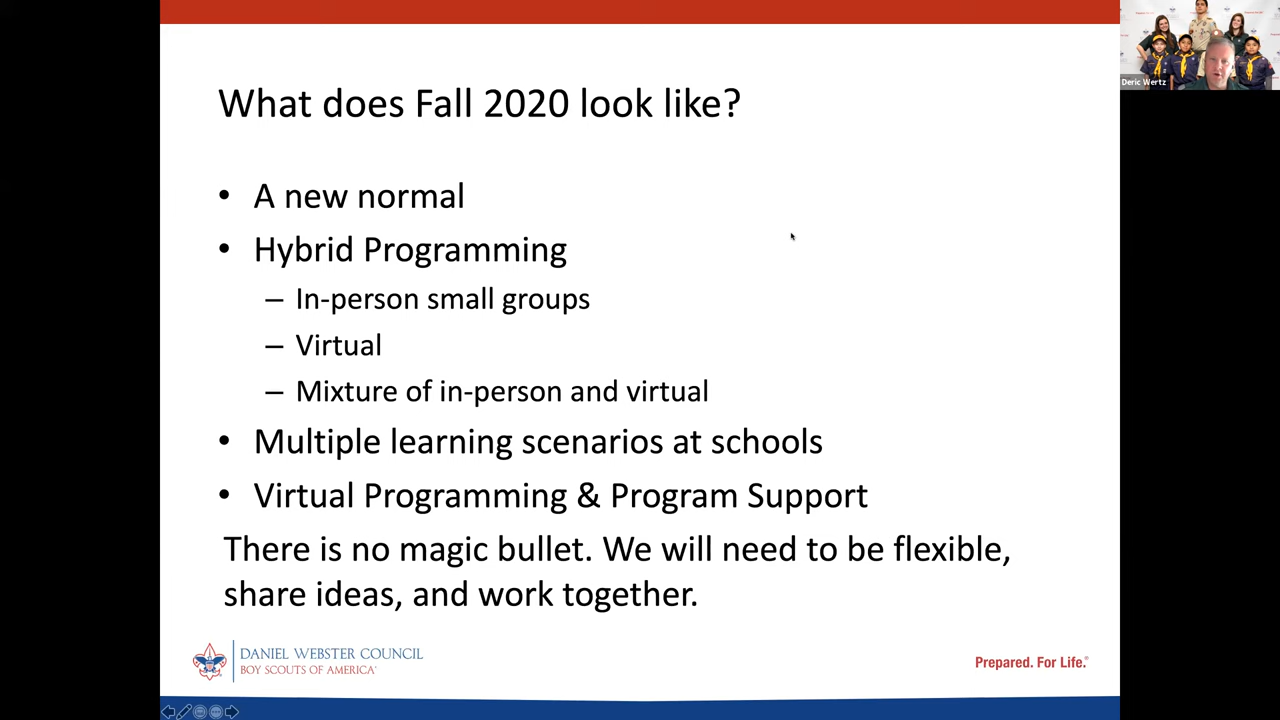 What does Fall 2020 look like?
• A new normal
• Hybrid Programming
– In-person small groups
– Virtual
– Mixture of in-person and virtual
• Multiple learning scenarios at schools
• Virtual Programming & Program Support
There is no magic bullet. We will need to be flexible,
share ideas, and work together.
DANIEL WEBSTER COUNCIL
BOY SCOUTS OF AMERICA®
Prepared. For Life.®
Deric Wertz